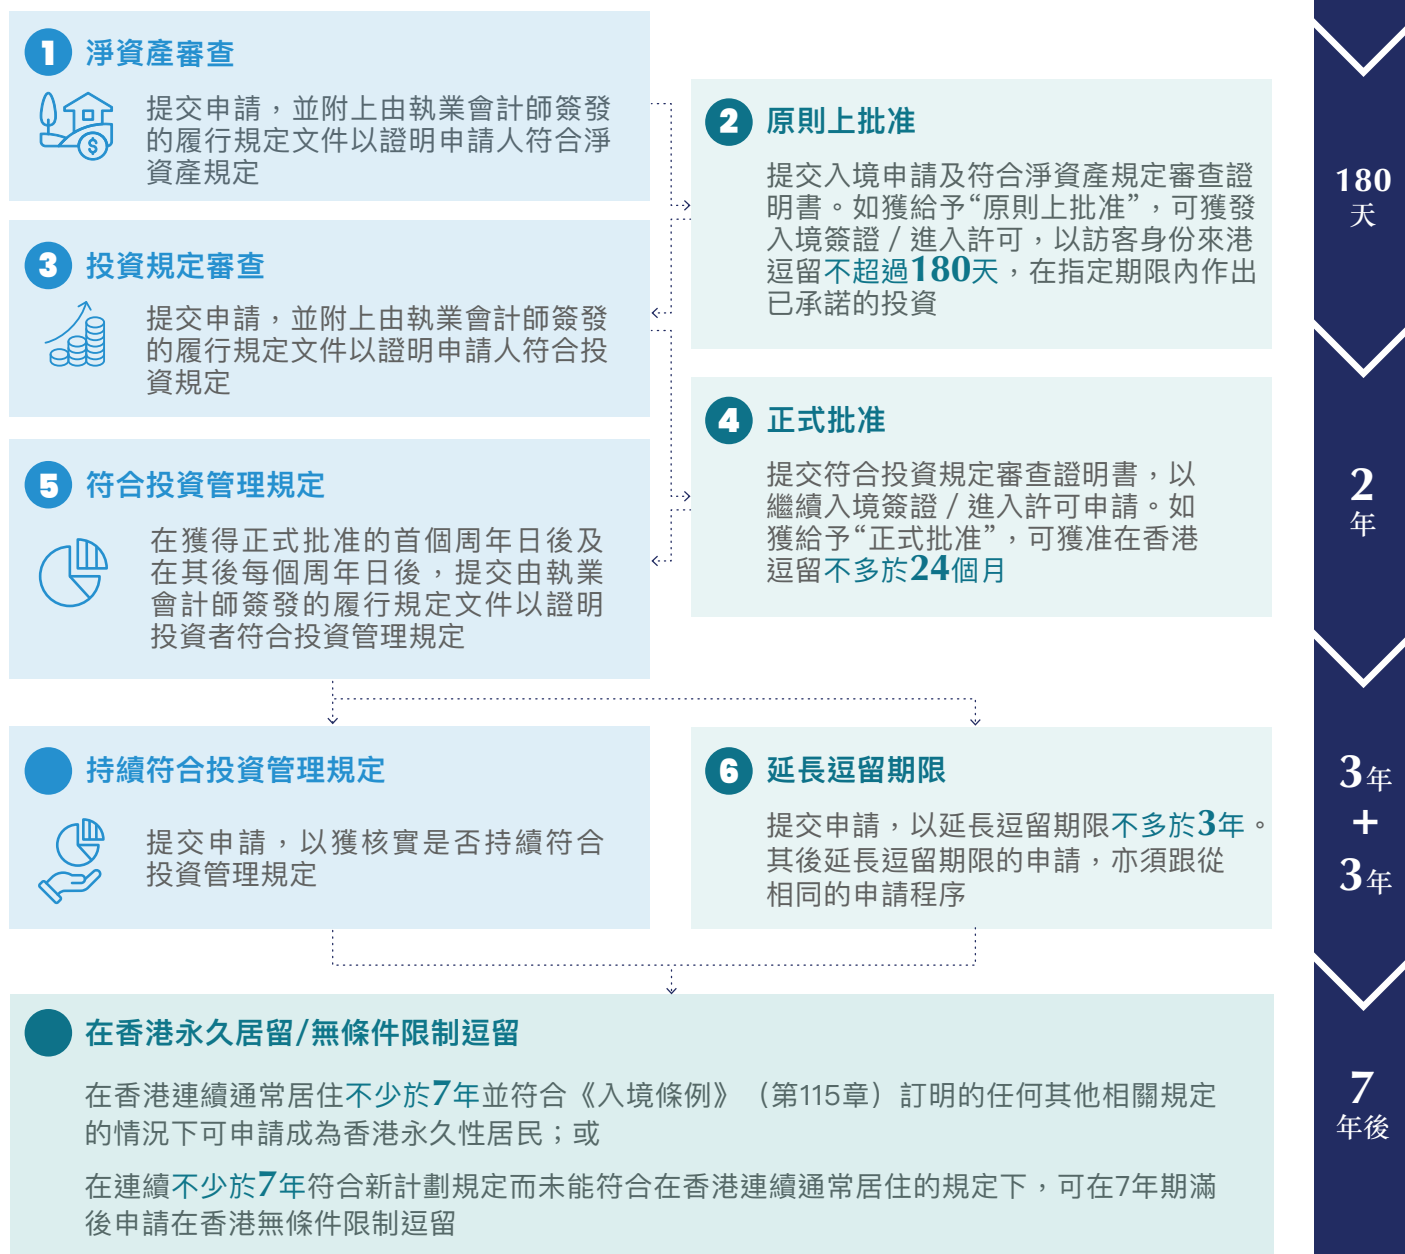 1 淨資產審查
提交申請，並附上由執業會計師簽發
的履行規定文件以證明申請人符合淨
資產規定
2 原則上批准
提交入境申請及符合淨資產規定審查證
明書。如獲給予“原則上批准”，可獲發
入境簽證／進入許可，以訪客身份來港
逗留不超過180天，在指定期限內作出
已承諾的投資
3 投資規定審查
提交申請，並附上由執業會計師簽發
的履行規定文件以證明申請人符合投
資規定
4 正式批准
提交符合投資規定審查證明書，以
繼續入境簽證／進入許可申請。如
獲給予“正式批准”，可獲准在香港
逗留不多於24個月
5 符合投資管理規定
在獲得正式批准的首個周年日後及
在其後每個周年日後，提交由執業
會計師簽發的履行規定文件以證明
投資者符合投資管理規定
持續符合投資管理規定
提交申請，以獲核實是否持續符合
投資管理規定
6 延長逗留期限
提交申請，以延長逗留期限不多於3年。
其後延長逗留期限的申請，亦須跟從
相同的申請程序
在香港永久居留/無條件限制逗留
在香港連續通常居住不少於7年並符合《入境條例》（第115章）訂明的任何其他相關規定
的情況下可申請成為香港永久性居民；或
在連續不少於7年符合新計劃規定而未能符合在香港連續通常居住的規定下，可在7年期滿
後申請在香港無條件限制逗留
180
天
2
年
3年
+
3年
7
年後
$